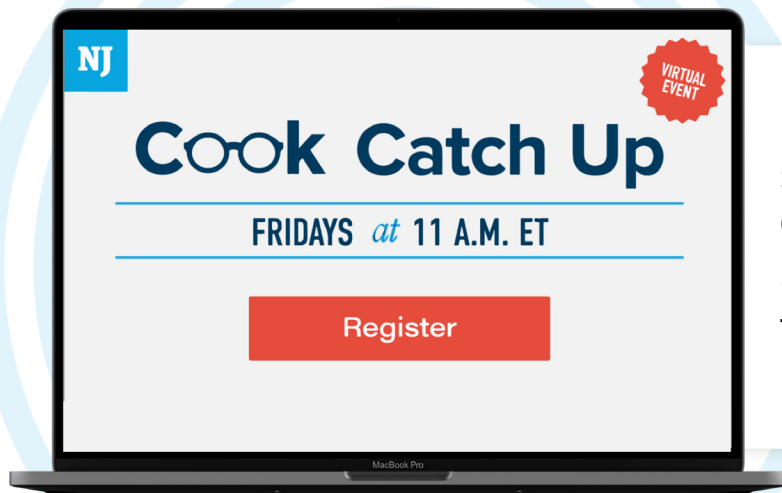 NJ
VIRTUAL
EVENT
Cook Catch Up
FRIDAYS at 11 A.M. ET
Register
MacBook Pro